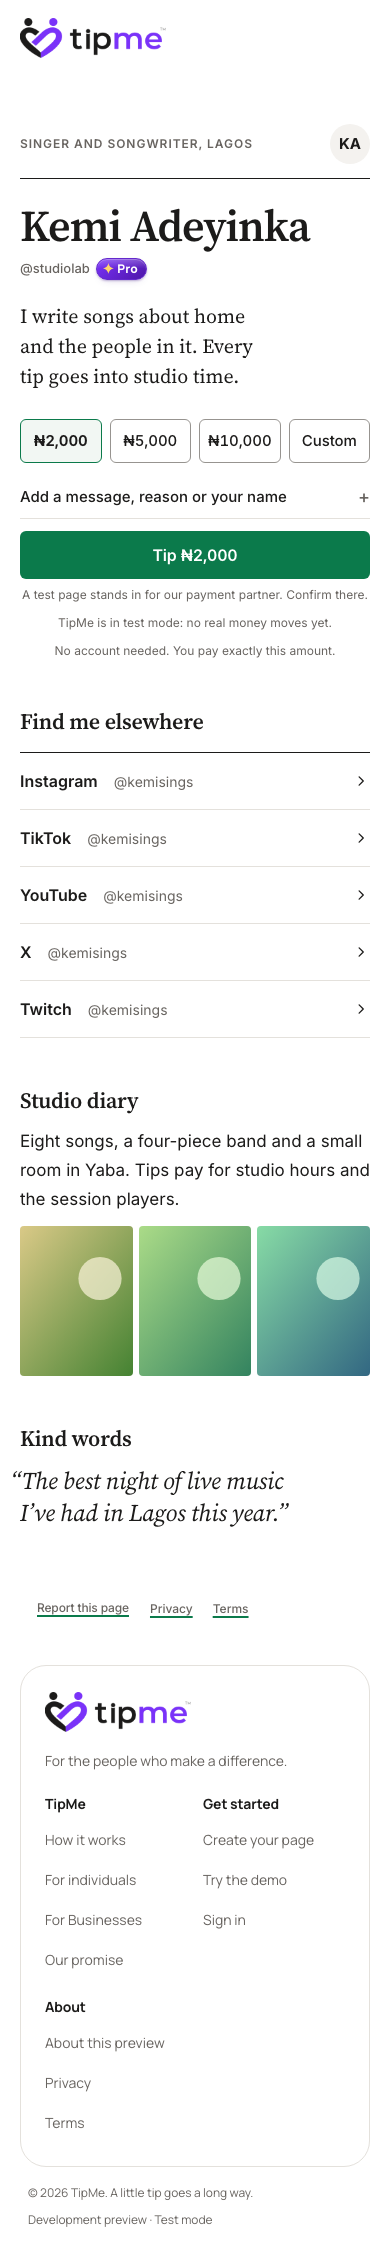 tipme™
SINGER AND SONGWRITER, LAGOS
KA
Kemi Adeyinka
@studiolab Pro
I write songs about home
and the people in it. Every
tip goes into studio time.
₦2,000 ₦5,000 ₦10,000 Custom
Add a message, reason or your name +
Tip ₦2,000
A test page stands in for our payment partner. Confirm there.
TipMe is in test mode: no real money moves yet.
No account needed. You pay exactly this amount.
Find me elsewhere
Instagram @kemisings
TikTok @kemisings
YouTube @kemisings
X @kemisings
Twitch @kemisings
Studio diary
Eight songs, a four-piece band and a small
room in Yaba. Tips pay for studio hours and
the session players.
Kind words
“The best night of live music
I’ve had in Lagos this year.”
Report this page Privacy Terms
tipme™
For the people who make a difference.
TipMe
How it works
For individuals
For Businesses
Our promise
Get started
Create your page
Try the demo
Sign in
About
About this preview
Privacy
Terms
© 2026 TipMe. A little tip goes a long way.
Development preview · Test mode